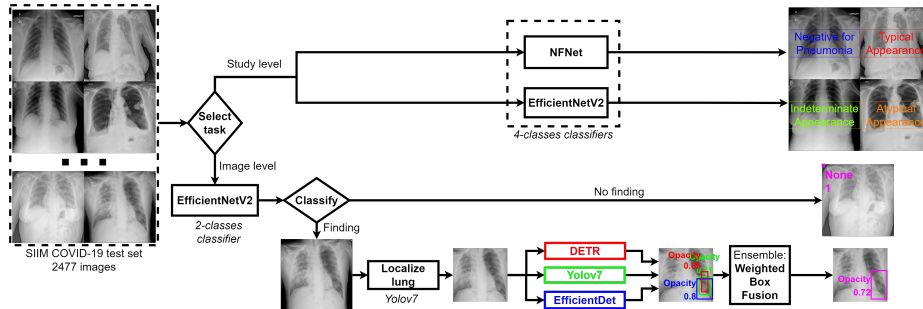 Study level
NFNet
EfficientNetV2
4-classes classifiers
Negative for
Pneumonia
Typical
Appearance
Indeterminate
Appearance
Atypical
Appearance
Select
task
Image level
EfficientNetV2
2-classes
classifier
Classify
No finding
None
1
Finding
SIIM COVID-19 test set
2477 images
Localize
lung
Yolov7
DETR
Yolov7
EfficientDet
Opacity
Opacity
Opacity
0.8
Ensemble:
Weighted
Box
Fusion
Opacity
0.72